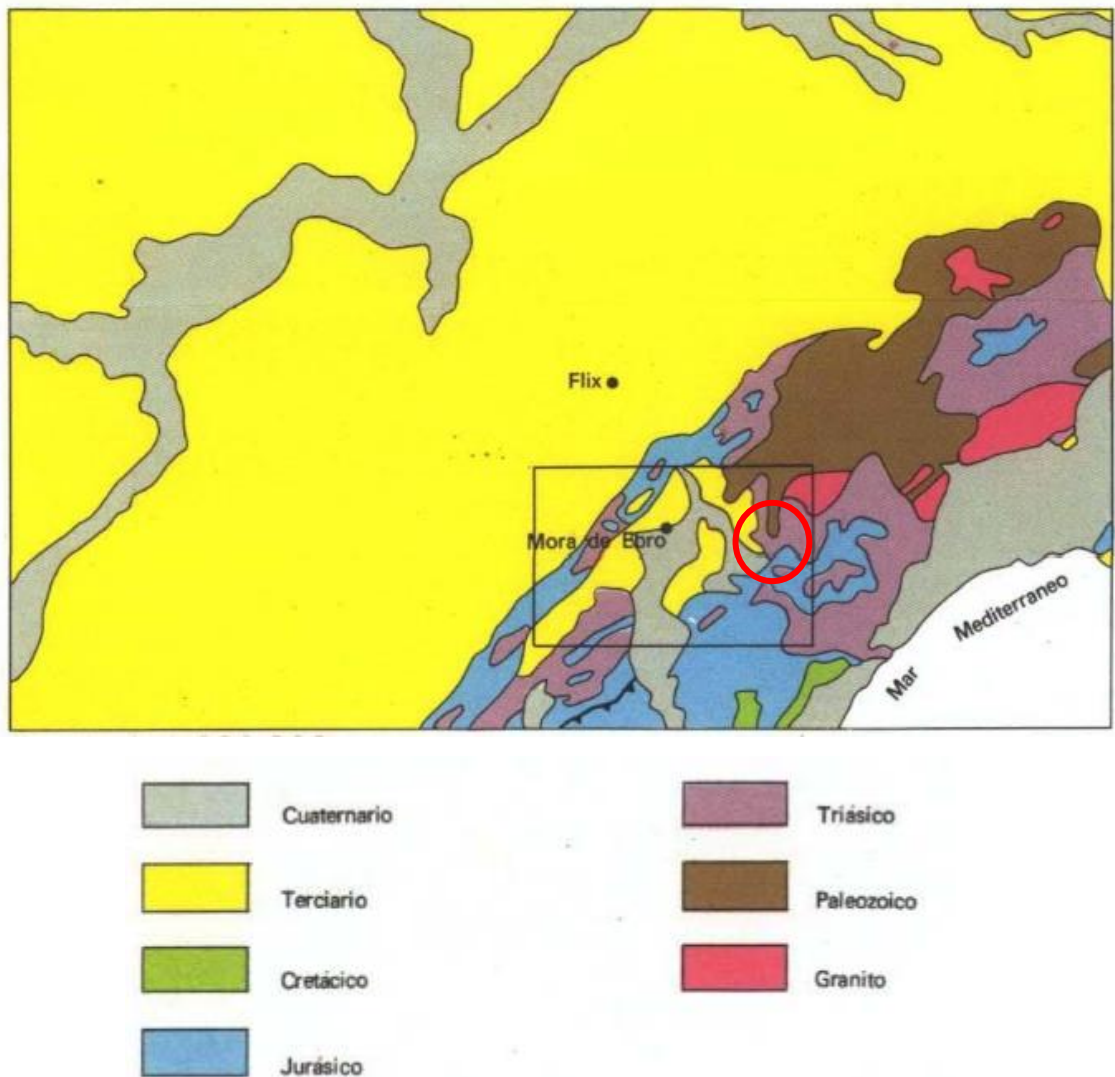 Flix
Mora de Ebro
Mar Mediterraneo
Cuaternario
Triásico
Terciario
Paleozoico
Cretácico
Granito
Jurásico